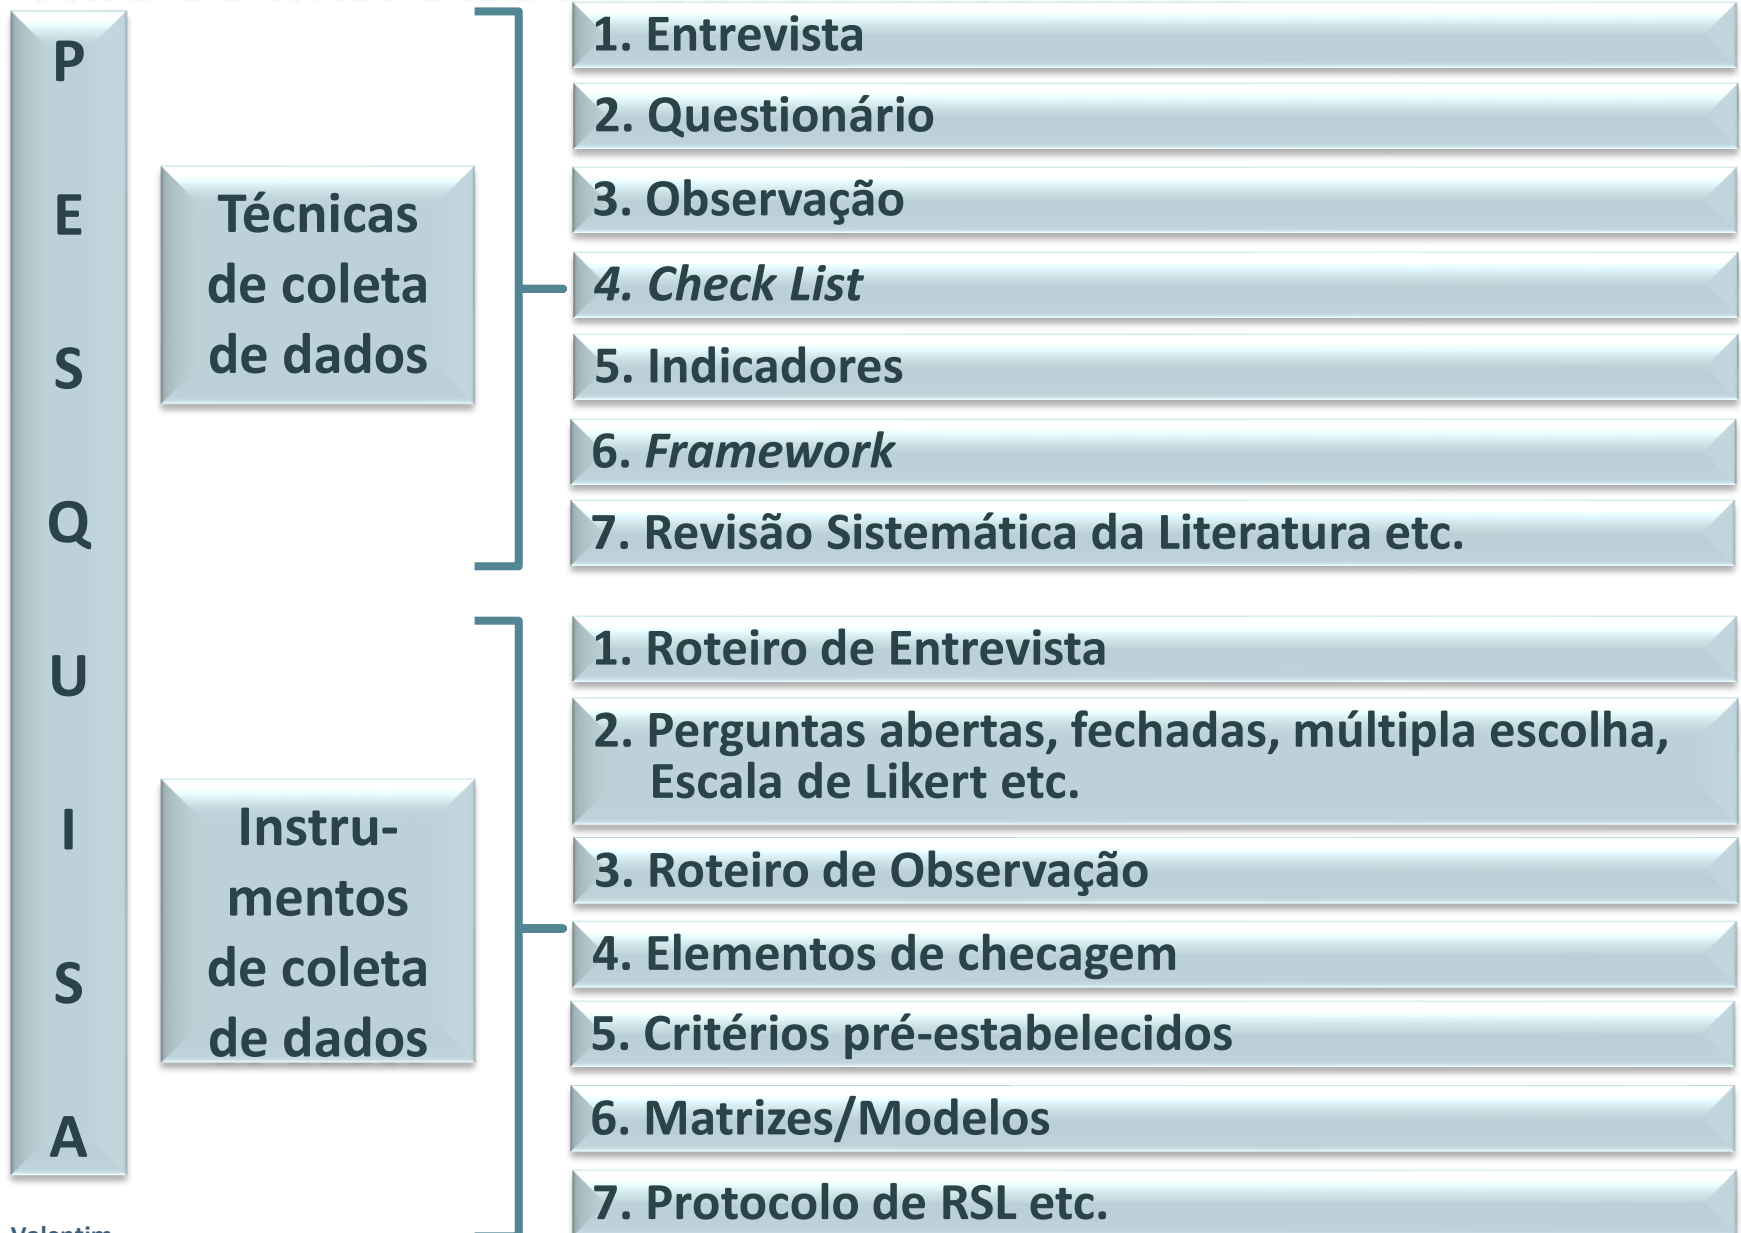 P
E
S
Q
U
I
S
A
Técnicas
de coleta
de dados
1. Entrevista
2. Questionário
3. Observação
4. Check List
5. Indicadores
6. Framework
7. Revisão Sistemática da Literatura etc.
Instru-
mentos
de coleta
de dados
1. Roteiro de Entrevista
2. Perguntas abertas, fechadas, múltipla escolha,
Escala de Likert etc.
3. Roteiro de Observação
4. Elementos de checagem
5. Critérios pré-estabelecidos
6. Matrizes/Modelos
7. Protocolo de RSL etc.
Valentim